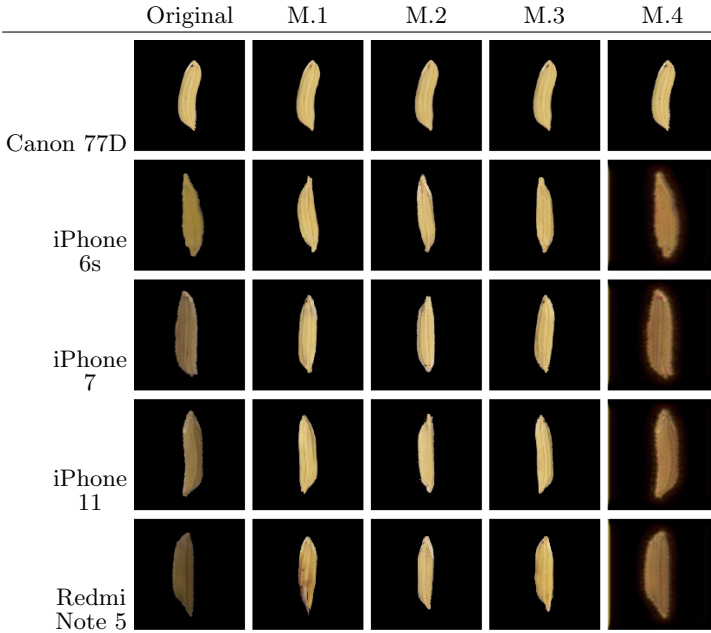 Original M.1 M.2 M.3 M.4
Canon 77D
iPhone
6s
iPhone
7
iPhone
11
Redmi
Note 5